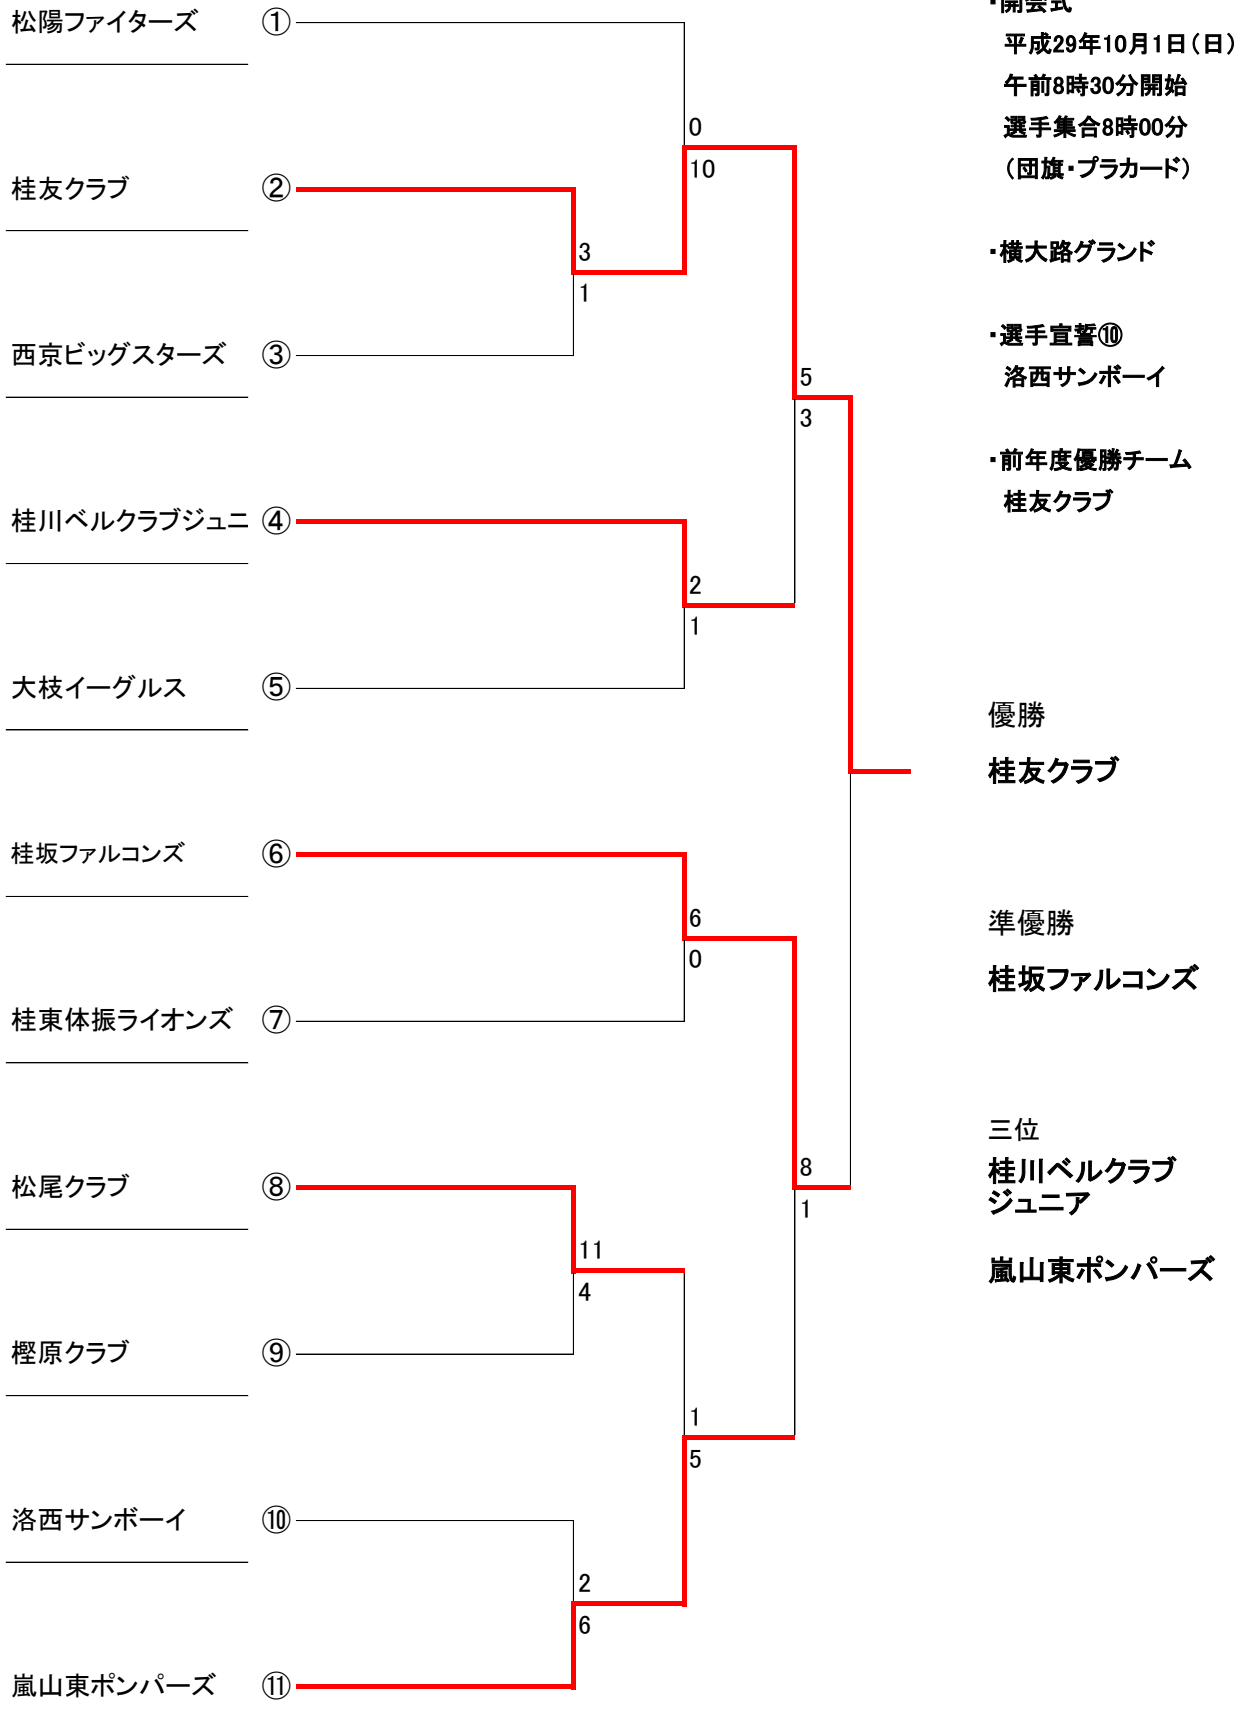 松陽ファイターズ ①
桂友クラブ ②
西京ビッグスターズ ③
桂川ベルクラブジュニ ④
大枝イーグルス ⑤
桂坂ファルコンズ ⑥
桂東体振ライオンズ ⑦
松尾クラブ ⑧
樫原クラブ ⑨
洛西サンボーイ ⑩
嵐山東ポンパーズ ⑪
3
1
11
4
2
6
0
10
2
1
6
0
1
5
5
3
8
1
・開会式
平成29年10月1日(日)
午前8時30分開始
選手集合8時00分
(団旗・プラカード)
・横大路グランド
・選手宣誓⑩
洛西サンボーイ
・前年度優勝チーム
桂友クラブ
優勝
桂友クラブ
準優勝
桂坂ファルコンズ
三位
桂川ベルクラブ
ジュニア
嵐山東ポンパーズ